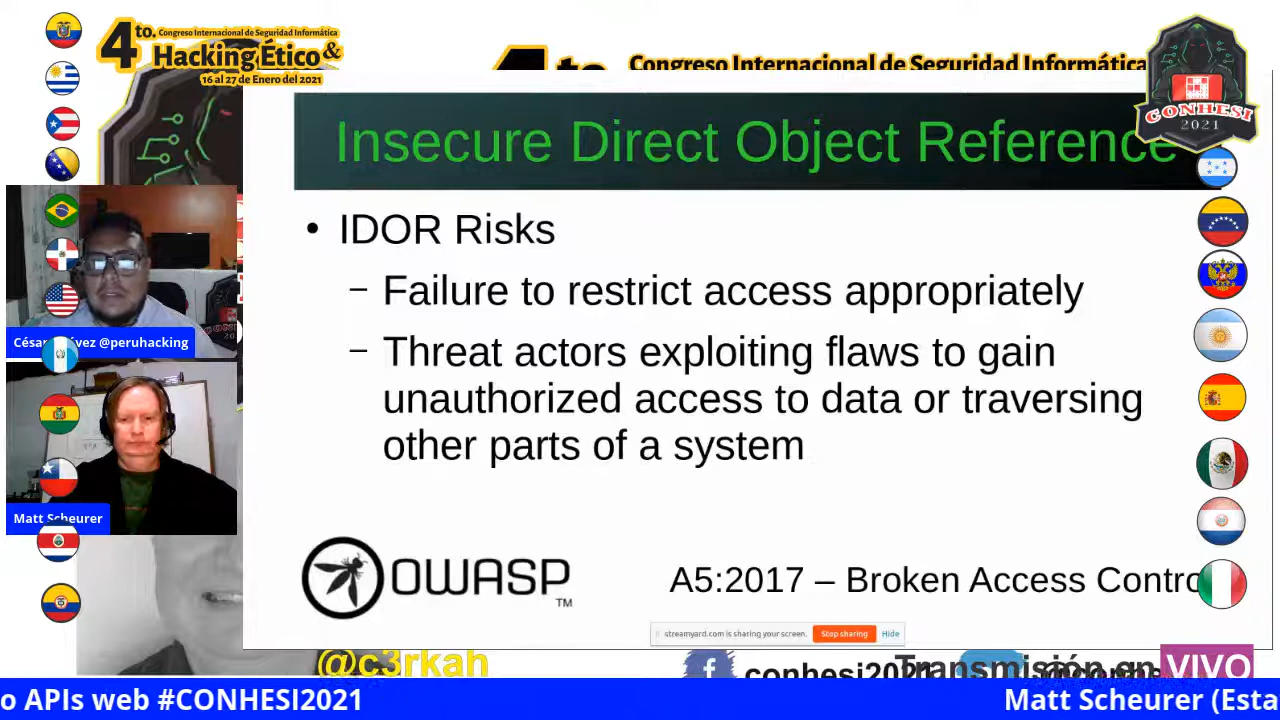 4to. Congreso Internacional de Seguridad Informática
Hacking Ético &
16 al 27 de Enero del 2021
4to. Congreso Internacional de Seguridad Informática
CONHESI
2021
Insecure Direct Object Reference
• IDOR Risks
– Failure to restrict access appropriately
– Threat actors exploiting flaws to gain
unauthorized access to data or traversing
other parts of a system
César vez @peruhacking
Matt Scheurer
OWASP
TM
A5:2017 – Broken Access Contro
streamyard.com is sharing your screen. Stop sharing Hide
@c3rkah
conhesi2021
Transmisión en VIVO
o APIs web #CONHESI2021
Matt Scheurer (Esta